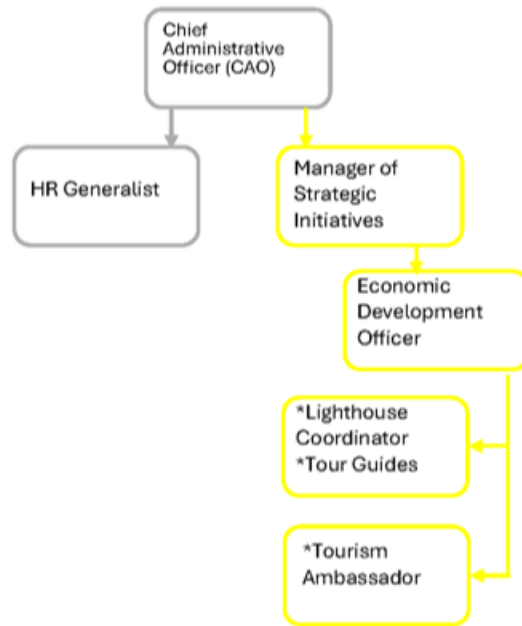 Chief
Administrative
Officer (CAO)
HR Generalist
Manager of
Strategic
Initiatives
Economic
Development
Officer
*Lighthouse
Coordinator
*Tour Guides
*Tourism
Ambassador